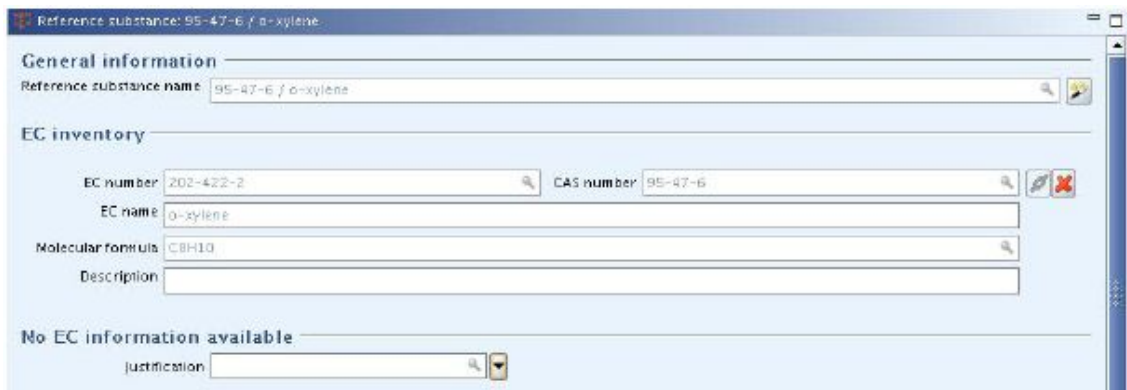 Reference substance: 95-47-6 / o-xylene
General information
Reference substance name 95-47-6 / o-xylene
EC inventory
EC number 202-422-2 CAS number 95-47-6
EC name o-xylene
Molecular formula C8H10
Description
No EC information available
Justification